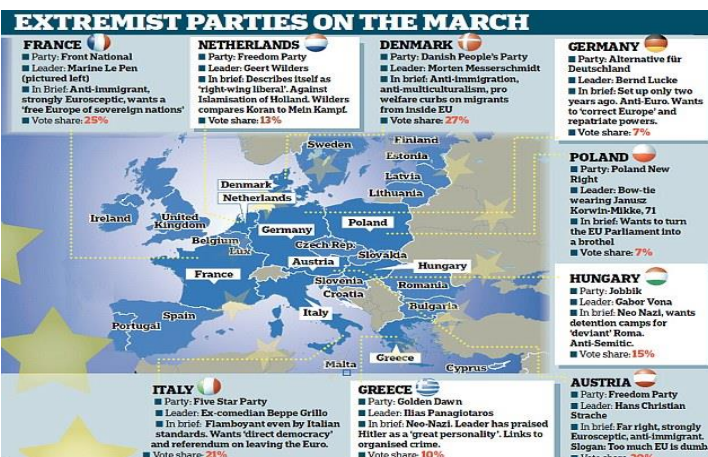 EXTREMIST PARTIES ON THE MARCH
FRANCE
Party: Front National
Leader: Marine Le Pen
(pictured left)
In Brief: Anti-immigrant,
strongly Eurosceptic, wants a
'free Europe of sovereign nations'
Vote share: 25%
NETHERLANDS
Party: Freedom Party
Leader: Geert Wilders
In brief: Describes itself as
'right-wing liberal'. Against
Islamisation of Holland. Wilders
compares Koran to Mein Kampf.
Vote share: 13%
DENMARK
Party: Danish People's Party
Leader: Morten Messerschmidt
In brief: Anti-immigration,
anti-multiculturalism, pro
welfare curbs on migrants
from inside EU
Vote share: 27%
GERMANY
Party: Alternative für
Deutschland
Leader: Bernd Lucke
In brief: Set up only two
years ago. Anti-Euro. Wants
to 'correct Europe' and
repatriate powers.
Vote share: 7%
POLAND
Party: Poland New
Right
Leader: Bow-tie
wearing Janusz
Korwin-Mikke, 71
In brief: Wants to turn
the EU Parliament into
a brothel
Vote share: 7%
HUNGARY
Party: Jobbik
Leader: Gabor Vona
In brief: Neo Nazi, wants
detention camps for
'deviant' Roma.
Anti-Semitic.
Vote share: 15%
AUSTRIA
Party: Freedom Party
Leader: Hans Christian
Strache
In brief: Far right, strongly
Eurosceptic, anti-immigrant.
Slogan: Too much EU is dumb
Vote share: 20%
Sweden
Finland
Estonia
Latvia
Lithuania
Denmark
Netherlands
Ireland
United
Kingdom
Germany
Poland
Belgium
Lux
Czech Rep.
Slovakia
Austria
Hungary
France
Slovenia
Croatia
Romania
Italy
Bulgaria
Spain
Portugal
Malta
Greece
Cyprus
ITALY
Party: Five Star Party
Leader: Ex-comedian Beppe Grillo
In brief: Flamboyant even by Italian
standards. Wants 'direct democracy'
and referendum on leaving the Euro.
Vote share: 21%
GREECE
Party: Golden Dawn
Leader: Ilias Panagiotaros
In brief: Neo-Nazi. Leader has praised
Hitler as a 'great personality'. Links to
organised crime.
Vote share: 10%